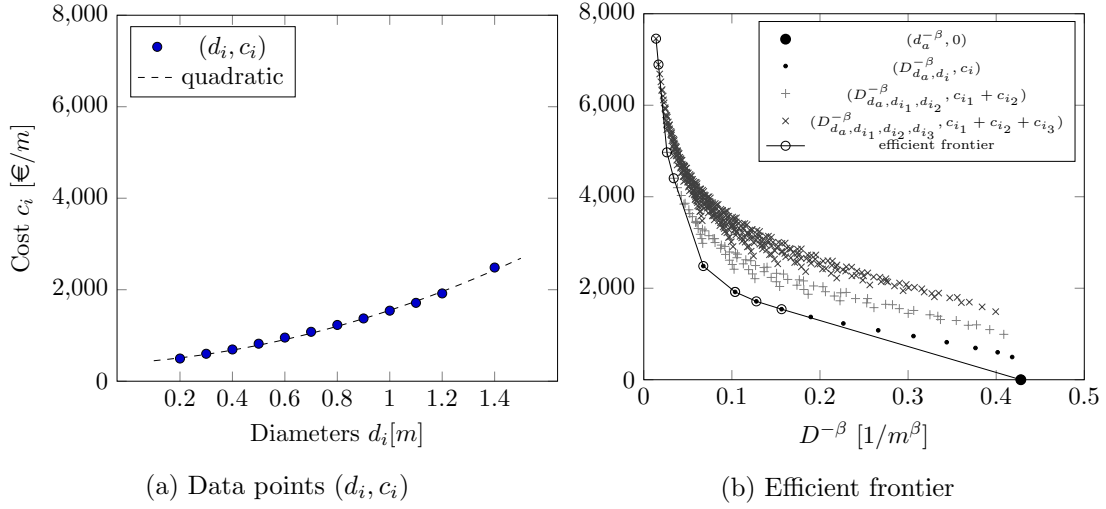 8,000
6,000
4,000
2,000
0
0.2 0.4 0.6 0.8 1 1.2 1.4
Cost c_i [€/m]
Diameters d_i[m]
(d_i, c_i)
quadratic
(a) Data points (d_i, c_i)
8,000
6,000
4,000
2,000
0
0 0.1 0.2 0.3 0.4 0.5
D^{−β} [1/m^β]
(d_a^{−β}, 0)
(D_{d_a,d_i}^{−β}, c_i)
(D_{d_a,d_{i_1},d_{i_2}}^{−β}, c_{i_1} + c_{i_2})
(D_{d_a,d_{i_1},d_{i_2},d_{i_3}}^{−β}, c_{i_1} + c_{i_2} + c_{i_3})
efficient frontier
(b) Efficient frontier